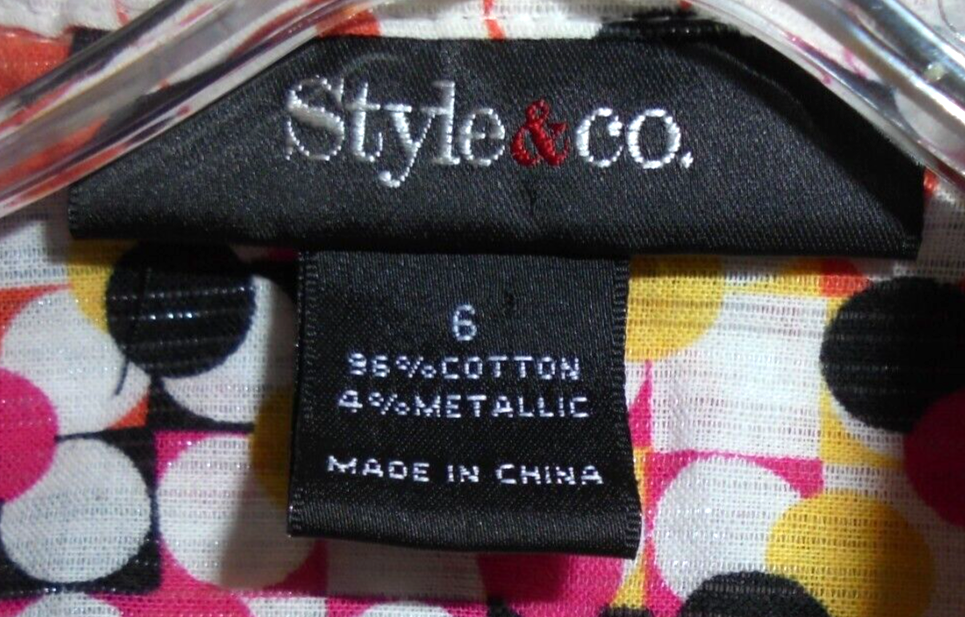 Style&co.
6
96%COTTON
4%METALLIC
MADE IN CHINA